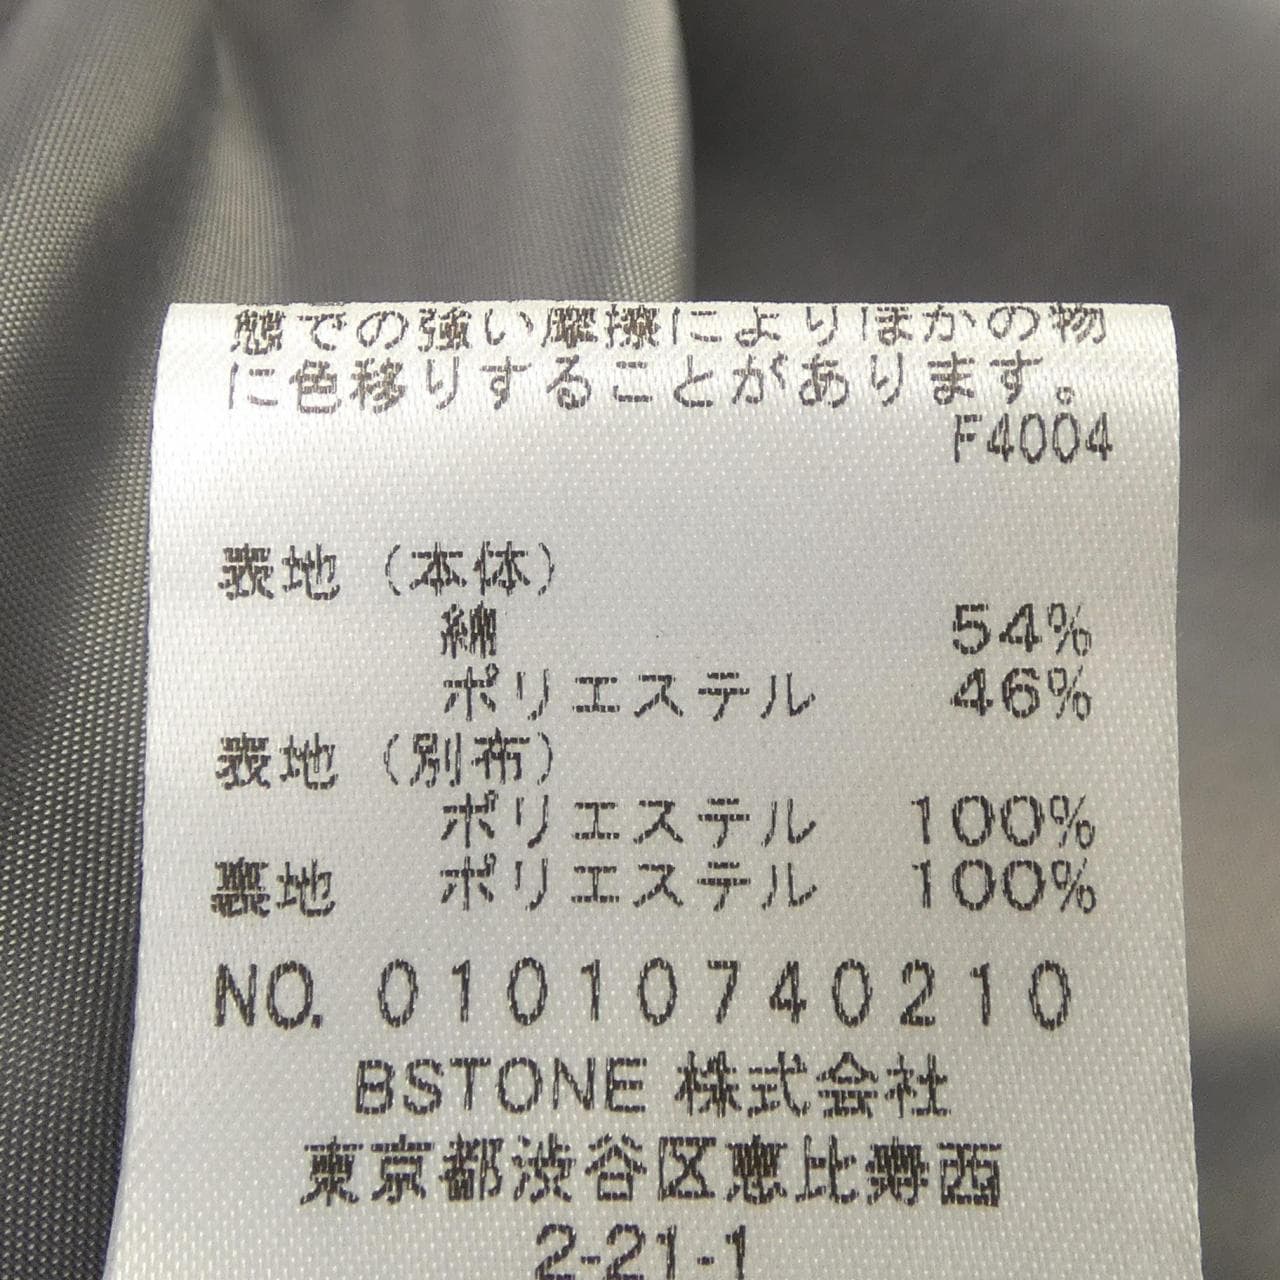 態での強い摩擦によりほかの物
に色移りすることがあります。
F4004
表地 (本体)
綿 54%
ポリエステル 46%
表地 (別布)
ポリエステル 100%
裏地 ポリエステル 100%
NO. 01010740210
BSTONE 株式会社
東京都渋谷区恵比寿西
2-21-1